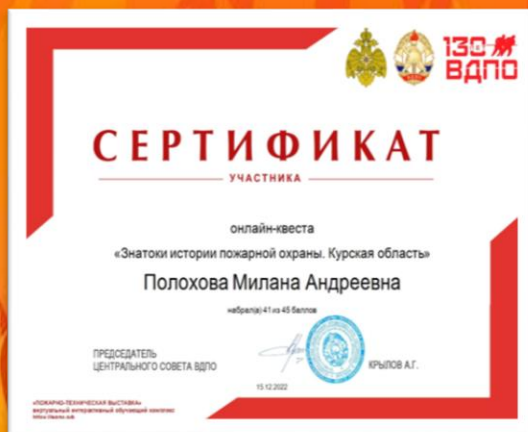 130
ВДПО
СЕРТИФИКАТ
УЧАСТНИКА
онлайн-квеста
«Знатоки истории пожарной охраны. Курская область»
Полохова Милана Андреевна
набрал(а) 41 из 45 баллов
ПРЕДСЕДАТЕЛЬ
ЦЕНТРАЛЬНОГО СОВЕТА ВДПО
КРЫЛОВ А.Г.
15.12.2022
«ПОЖАРНО-ТЕХНИЧЕСКАЯ ВЫСТАВКА»
виртуальный интерактивный обучающий комплекс